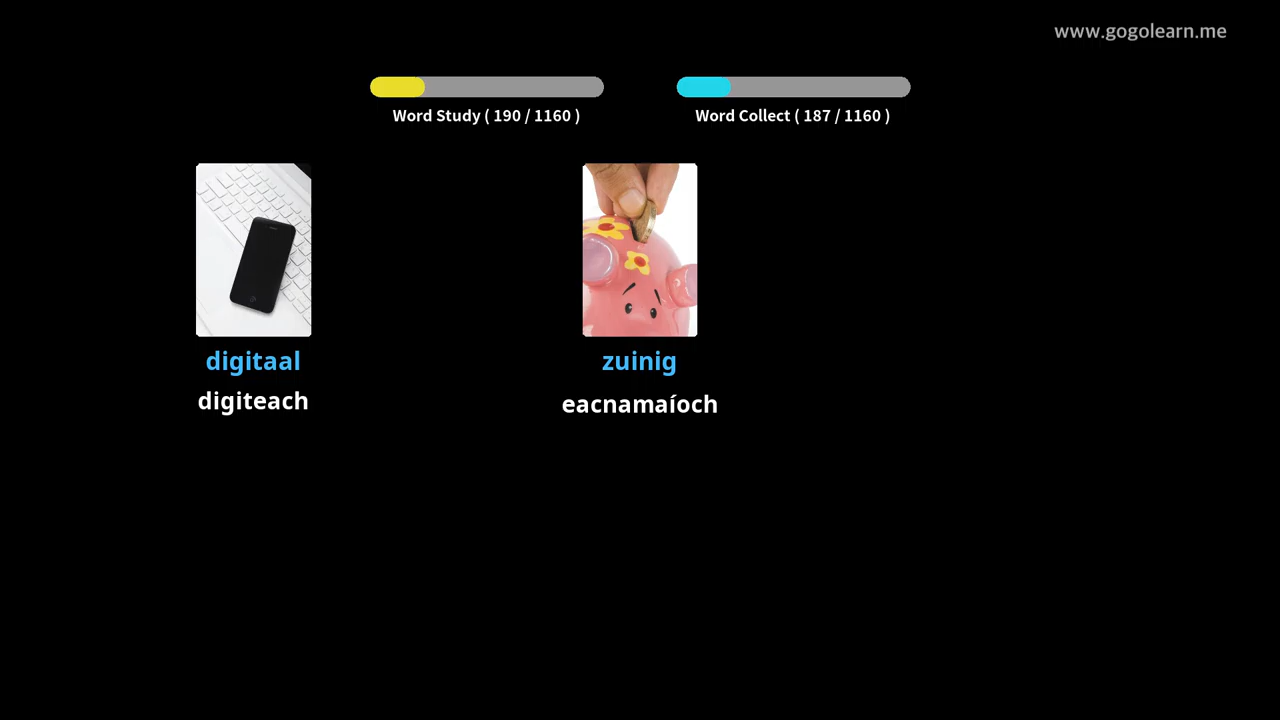 www.gogolearn.me
Word Study ( 190 / 1160 )
Word Collect ( 187 / 1160 )
digitaal
zuinig
digiteach
eacnamaíoch